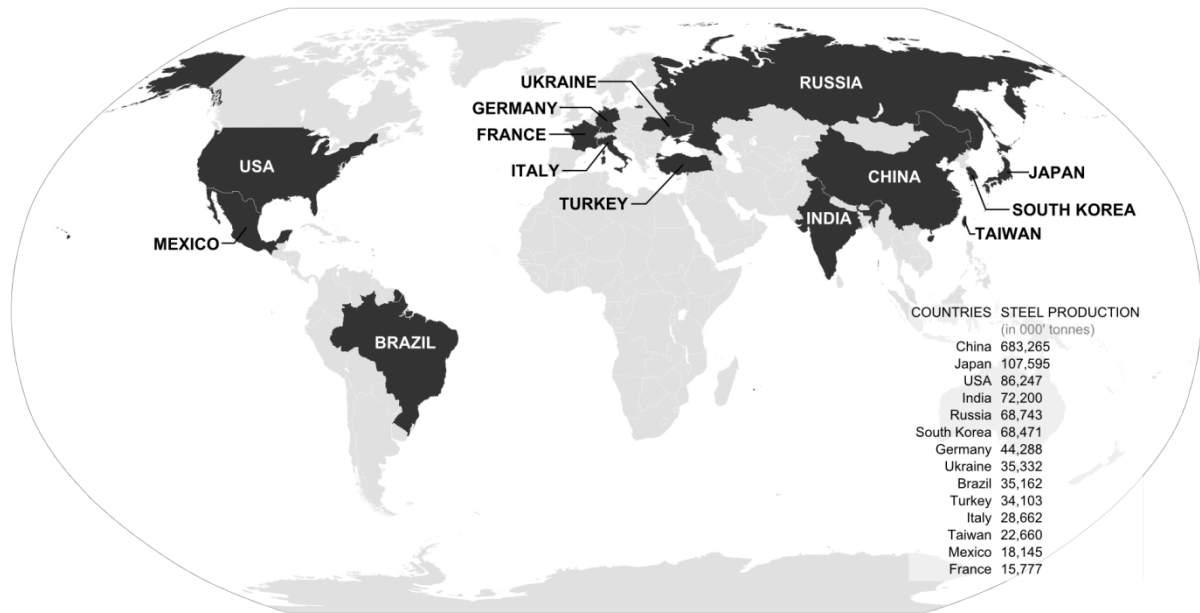 UKRAINE
RUSSIA
GERMANY
FRANCE
USA
ITALY
CHINA
JAPAN
TURKEY
SOUTH KOREA
INDIA
TAIWAN
MEXICO
BRAZIL
COUNTRIES STEEL PRODUCTION
(in 000' tonnes)
China 683,265
Japan 107,595
USA 86,247
India 72,200
Russia 68,743
South Korea 68,471
Germany 44,288
Ukraine 35,332
Brazil 35,162
Turkey 34,103
Italy 28,662
Taiwan 22,660
Mexico 18,145
France 15,777